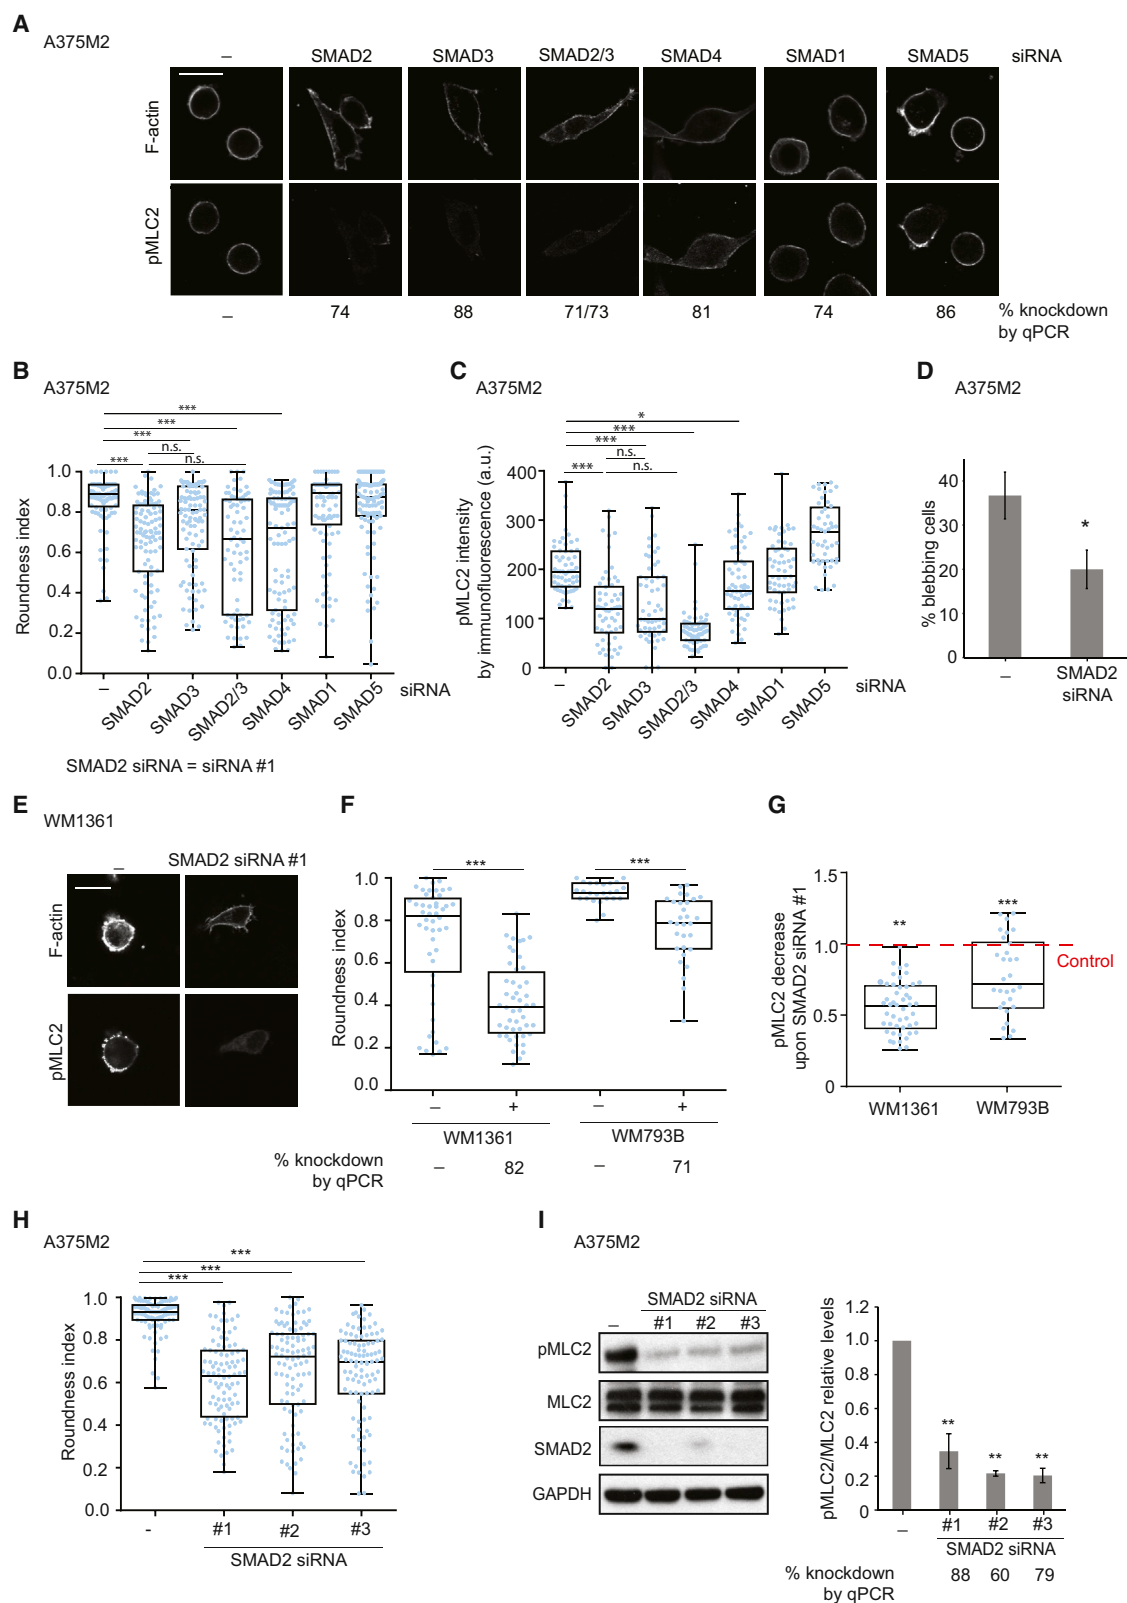 A
A375M2
– SMAD2 SMAD3 SMAD2/3 SMAD4 SMAD1 SMAD5 siRNA
F-actin
pMLC2
– 74 88 71/73 81 74 86 % knockdown
by qPCR
B
A375M2
***
***
***
n.s.
*** n.s.
Roundness index
1.0
0.8
0.6
0.4
0.2
0.0
– SMAD2 SMAD3 SMAD2/3 SMAD4 SMAD1 SMAD5 siRNA
SMAD2 siRNA = siRNA #1
C
A375M2
*
***
***
n.s.
*** n.s.
pMLC2 intensity
by immunofluorescence (a.u.)
400
300
200
100
0
– SMAD2 SMAD3 SMAD2/3 SMAD4 SMAD1 SMAD5 siRNA
D
A375M2
% blebbing cells
40
30
20
10
0
*
– SMAD2
siRNA
E
WM1361
– SMAD2 siRNA #1
F-actin
pMLC2
F
*** ***
Roundness index
1.0
0.8
0.6
0.4
0.2
0.0
– + – +
WM1361 WM793B
% knockdown
by qPCR
– 82 – 71
G
pMLC2 decrease
upon SMAD2 siRNA #1
1.5
1.0
0.5
0
** ***
Control
WM1361 WM793B
H
A375M2
***
***
***
Roundness index
1.0
0.8
0.6
0.4
0.2
0.0
- #1 #2 #3
SMAD2 siRNA
I
A375M2
SMAD2 siRNA
– #1 #2 #3
pMLC2
MLC2
SMAD2
GAPDH
pMLC2/MLC2 relative levels
1.2
1.0
0.8
0.6
0.4
0.2
0
** ** **
– #1 #2 #3
SMAD2 siRNA
% knockdown
by qPCR
88 60 79